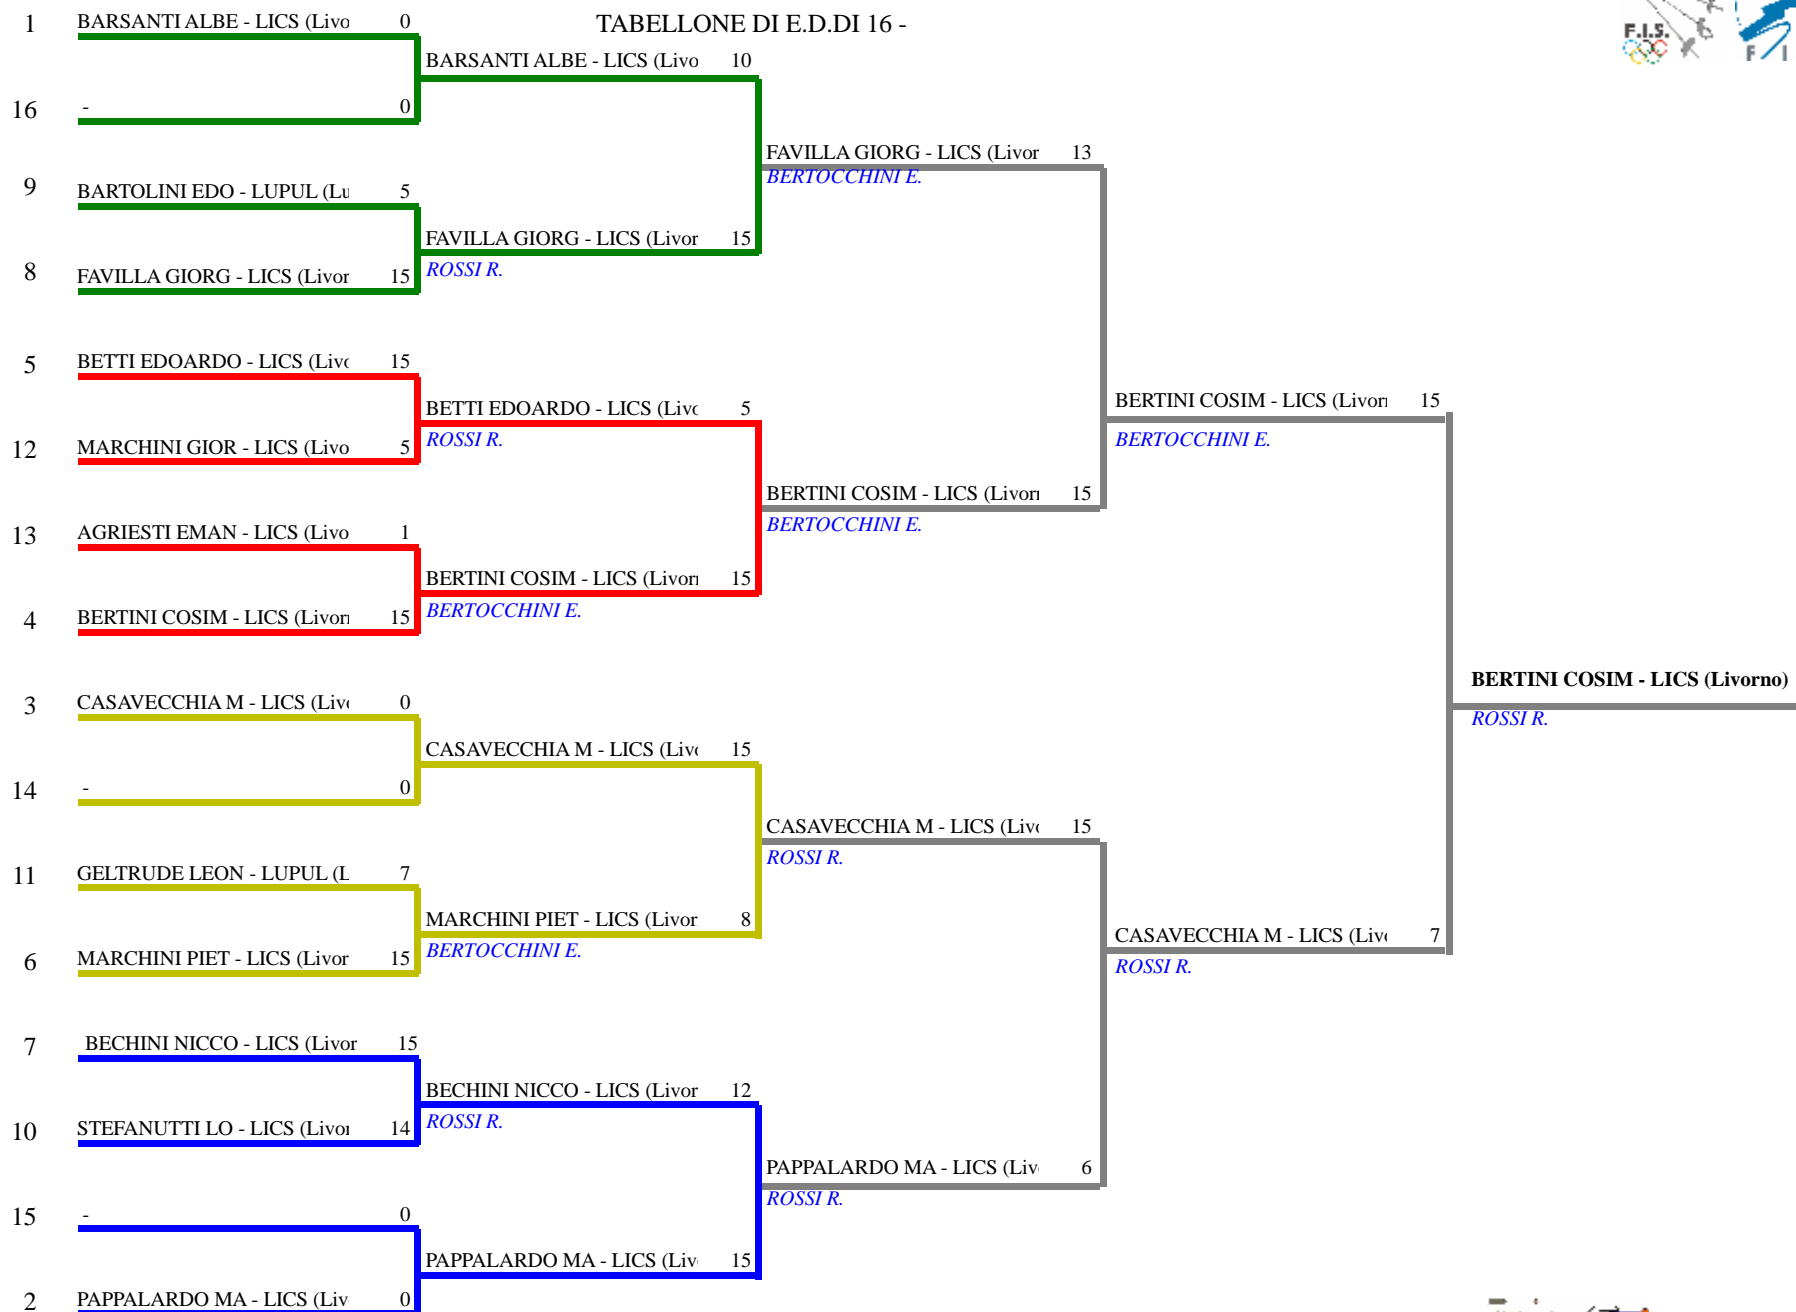 TABELLONE DI E.D.DI 16 -
F.I.S.
F I
1 BARSANTI ALBE - LICS (Livo 0
16 - 0
9 BARTOLINI EDO - LUPUL (Lu 5
8 FAVILLA GIORG - LICS (Livor 15
5 BETTI EDOARDO - LICS (Livo 15
12 MARCHINI GIOR - LICS (Livo 5
13 AGRIESTI EMAN - LICS (Livo 1
4 BERTINI COSIM - LICS (Livorn 15
3 CASAVECCHIA M - LICS (Livo 0
14 - 0
11 GELTRUDE LEON - LUPUL (L 7
6 MARCHINI PIET - LICS (Livor 15
7 BECHINI NICCO - LICS (Livor 15
10 STEFANUTTI LO - LICS (Livor 14
15 - 0
2 PAPPALARDO MA - LICS (Liv 0
BARSANTI ALBE - LICS (Livo 10
FAVILLA GIORG - LICS (Livor 15
ROSSI R.
BETTI EDOARDO - LICS (Livo 5
ROSSI R.
BERTINI COSIM - LICS (Livorn 15
BERTOCCHINI E.
CASAVECCHIA M - LICS (Livo 15
MARCHINI PIET - LICS (Livor 8
BERTOCCHINI E.
BECHINI NICCO - LICS (Livor 12
ROSSI R.
PAPPALARDO MA - LICS (Liv 15
FAVILLA GIORG - LICS (Livor 13
BERTOCCHINI E.
BERTINI COSIM - LICS (Livorn 15
BERTOCCHINI E.
CASAVECCHIA M - LICS (Livo 15
ROSSI R.
PAPPALARDO MA - LICS (Liv 6
ROSSI R.
BERTINI COSIM - LICS (Livorn 15
BERTOCCHINI E.
CASAVECCHIA M - LICS (Livo 7
ROSSI R.
BERTINI COSIM - LICS (Livorno)
ROSSI R.